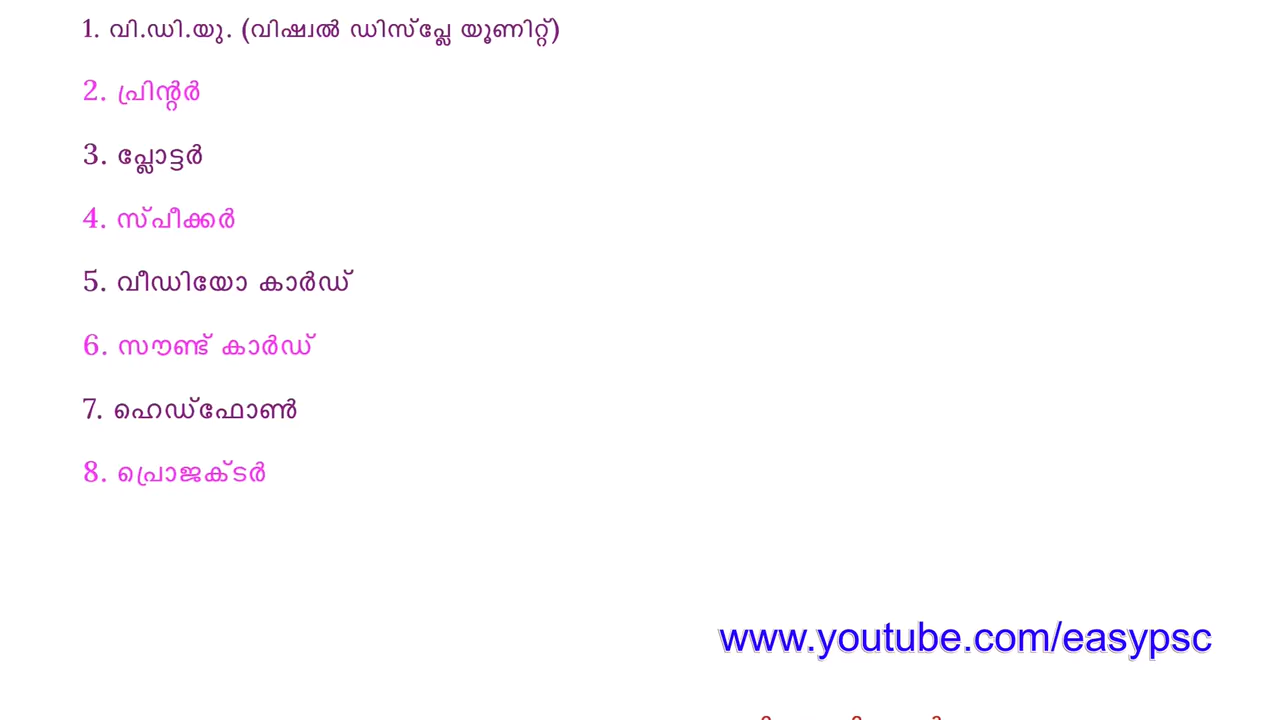 1. വി.ഡി.യു. (വിഷ്വൽ ഡിസ്പ്ലേ യൂണിറ്റ്)
2. പ്രിന്റർ
3. പ്ലോട്ടർ
4. സ്പീക്കർ
5. വീഡിയോ കാർഡ്
6. സൗണ്ട് കാർഡ്
7. ഹെഡ്ഫോൺ
8. പ്രൊജക്ടർ
www.youtube.com/easypsc